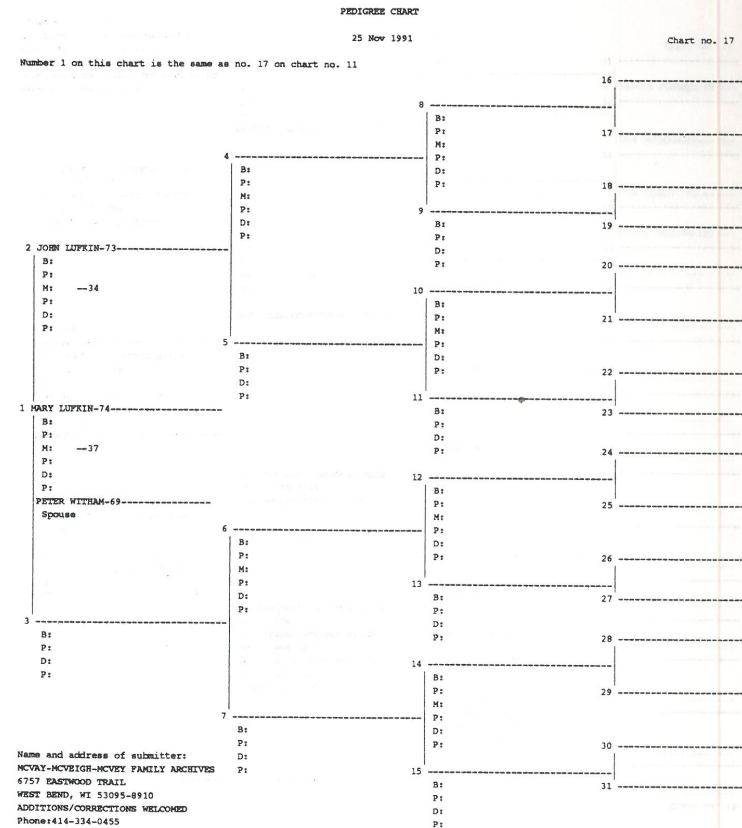 PEDIGREE CHART
25 Nov 1991
Chart no. 17
Number 1 on this chart is the same as no. 17 on chart no. 11
16
8
B:
P:
17
M:
4
P:
B:
D:
P:
P:
18
M:
P:
9
D:
B:
19
P:
P:
2 JOHN LUFKIN-73
D:
B:
P:
20
P:
M: --34
10
P:
B:
D:
P:
21
P:
M:
5
P:
B:
D:
P:
P:
22
D:
P:
11
1 MARY LUFKIN-74
B:
23
B:
P:
P:
D:
M: --37
P:
24
P:
D:
12
P:
B:
PETER WITHAM-69
P:
25
Spouse
M:
6
P:
B:
D:
P:
P:
26
M:
P:
13
D:
B:
27
P:
P:
3
D:
B:
P:
28
P:
D:
14
P:
B:
P:
29
M:
7
P:
B:
D:
P:
P:
30
Name and address of submitter:
D:
MCVAY-MCVEIGH-MCVEY FAMILY ARCHIVES
P:
15
6757 EASTWOOD TRAIL
B:
31
WEST BEND, WI 53095-8910
P:
ADDITIONS/CORRECTIONS WELCOMED
D:
Phone:414-334-0455
P: